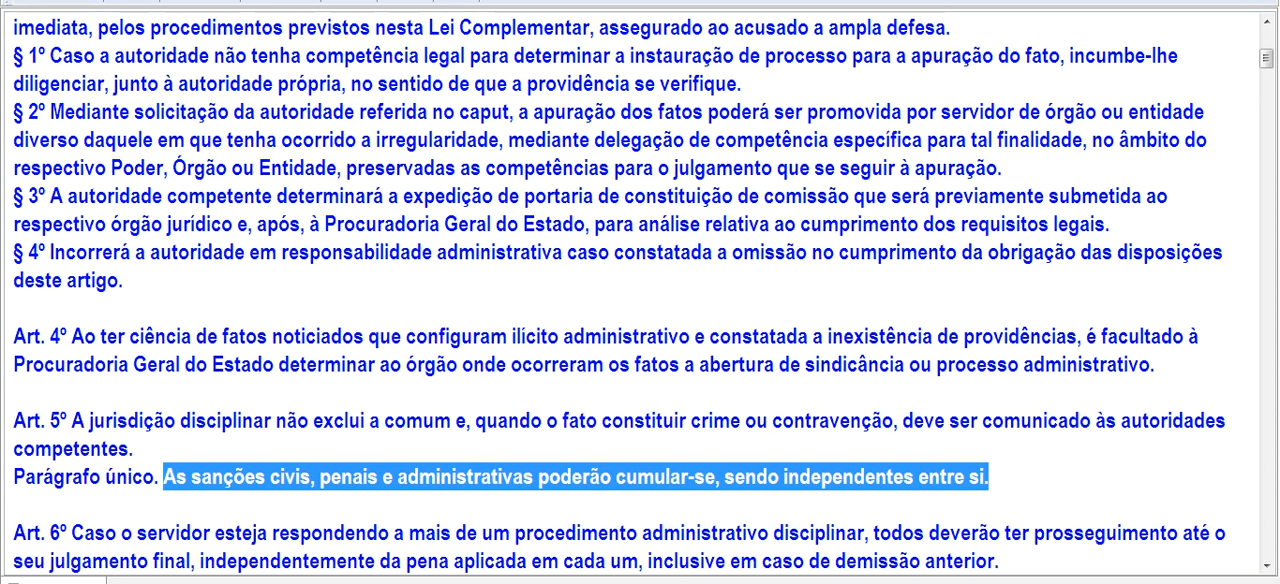 imediata, pelos procedimentos previstos nesta Lei Complementar, assegurado ao acusado a ampla defesa.
§ 1º Caso a autoridade não tenha competência legal para determinar a instauração de processo para a apuração do fato, incumbe-lhe
diligenciar, junto à autoridade própria, no sentido de que a providência se verifique.
§ 2º Mediante solicitação da autoridade referida no caput, a apuração dos fatos poderá ser promovida por servidor de órgão ou entidade
diverso daquele em que tenha ocorrido a irregularidade, mediante delegação de competência específica para tal finalidade, no âmbito do
respectivo Poder, Órgão ou Entidade, preservadas as competências para o julgamento que se seguir à apuração.
§ 3º A autoridade competente determinará a expedição de portaria de constituição de comissão que será previamente submetida ao
respectivo órgão jurídico e, após, à Procuradoria Geral do Estado, para análise relativa ao cumprimento dos requisitos legais.
§ 4º Incorrerá a autoridade em responsabilidade administrativa caso constatada a omissão no cumprimento da obrigação das disposições
deste artigo.
Art. 4º Ao ter ciência de fatos noticiados que configuram ilícito administrativo e constatada a inexistência de providências, é facultado à
Procuradoria Geral do Estado determinar ao órgão onde ocorreram os fatos a abertura de sindicância ou processo administrativo.
Art. 5º A jurisdição disciplinar não exclui a comum e, quando o fato constituir crime ou contravenção, deve ser comunicado às autoridades
competentes.
Parágrafo único. As sanções civis, penais e administrativas poderão cumular-se, sendo independentes entre si.
Art. 6º Caso o servidor esteja respondendo a mais de um procedimento administrativo disciplinar, todos deverão ter prosseguimento até o
seu julgamento final, independentemente da pena aplicada em cada um, inclusive em caso de demissão anterior.